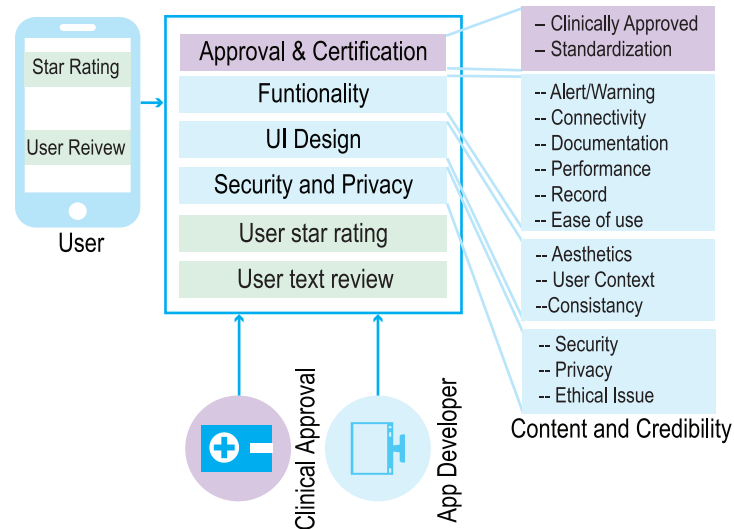 Star Rating
User Reivew
User
Approval & Certification
Funtionality
UI Design
Security and Privacy
User star rating
User text review
– Clinically Approved
– Standardization
-- Alert/Warning
-- Connectivity
-- Documentation
-- Performance
-- Record
-- Ease of use
-- Aesthetics
-- User Context
--Consistancy
-- Security
-- Privacy
-- Ethical Issue
Content and Credibility
Clinical Approval
App Developer